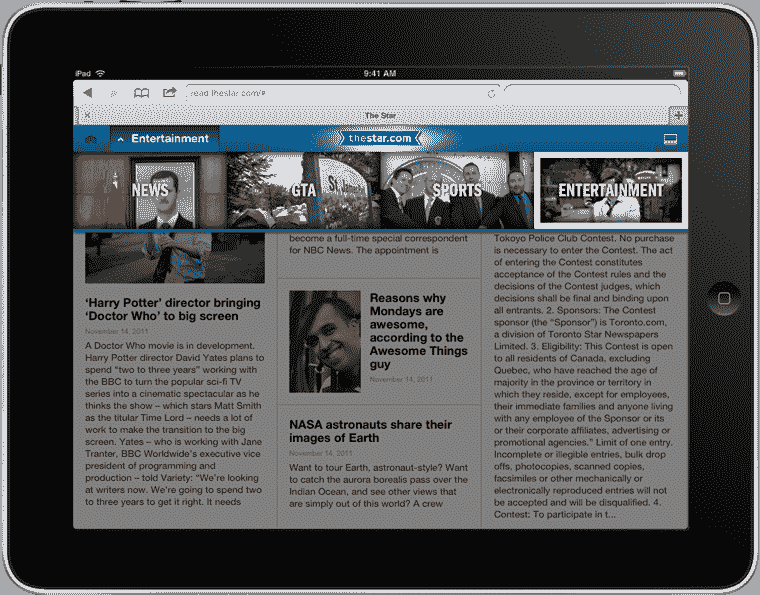 iPad
9:41 AM
read.thestar.com/#
The Star
Entertainment
thestar.com
NEWS
GTA
SPORTS
ENTERTAINMENT
'Harry Potter' director bringing
'Doctor Who' to big screen
November 14, 2011
A Doctor Who movie is in development.
Harry Potter director David Yates plans to
spend "two to three years" working with
the BBC to turn the popular sci-fi TV
series into a cinematic spectacular as he
thinks the show – which stars Matt Smith
as the titular Time Lord – needs a lot of
work to make the transition to the big
screen. Yates – who is working with Jane
Tranter, BBC Worldwide's executive vice
president of programming and
production – told Variety: "We're looking
at writers now. We're going to spend two
to three years to get it right. It needs
become a full-time special correspondent
for NBC News. The appointment is
Reasons why
Mondays are
awesome,
according to the
Awesome Things
guy
November 14, 2011
NASA astronauts share their
images of Earth
November 14, 2011
Want to tour Earth, astronaut-style? Want
to catch the aurora borealis pass over the
Indian Ocean, and see other views that
are simply out of this world? A crew
Tokoyo Police Club Contest. No purchase
is necessary to enter the Contest. The act
of entering the Contest constitutes
acceptance of the Contest rules and the
decisions of the Contest judges, which
decisions shall be final and binding upon
all entrants. 2. Sponsors: The Contest
sponsor (the "Sponsor") is Toronto.com,
a division of Toronto Star Newspapers
Limited. 3. Eligibility: This Contest is open
to all residents of Canada, excluding
Quebec, who have reached the age of
majority in the province or territory in
which they reside, except for employees,
their immediate families and anyone living
with any employee of the Sponsor or its
or their corporate affiliates, advertising or
promotional agencies." Limit of one entry.
Incomplete or illegible entries, bulk drop
offs, photocopies, scanned copies,
facsimiles or other mechanically or
electronically reproduced entries will not
be accepted and will be disqualified. 4.
Contest: To participate in t...